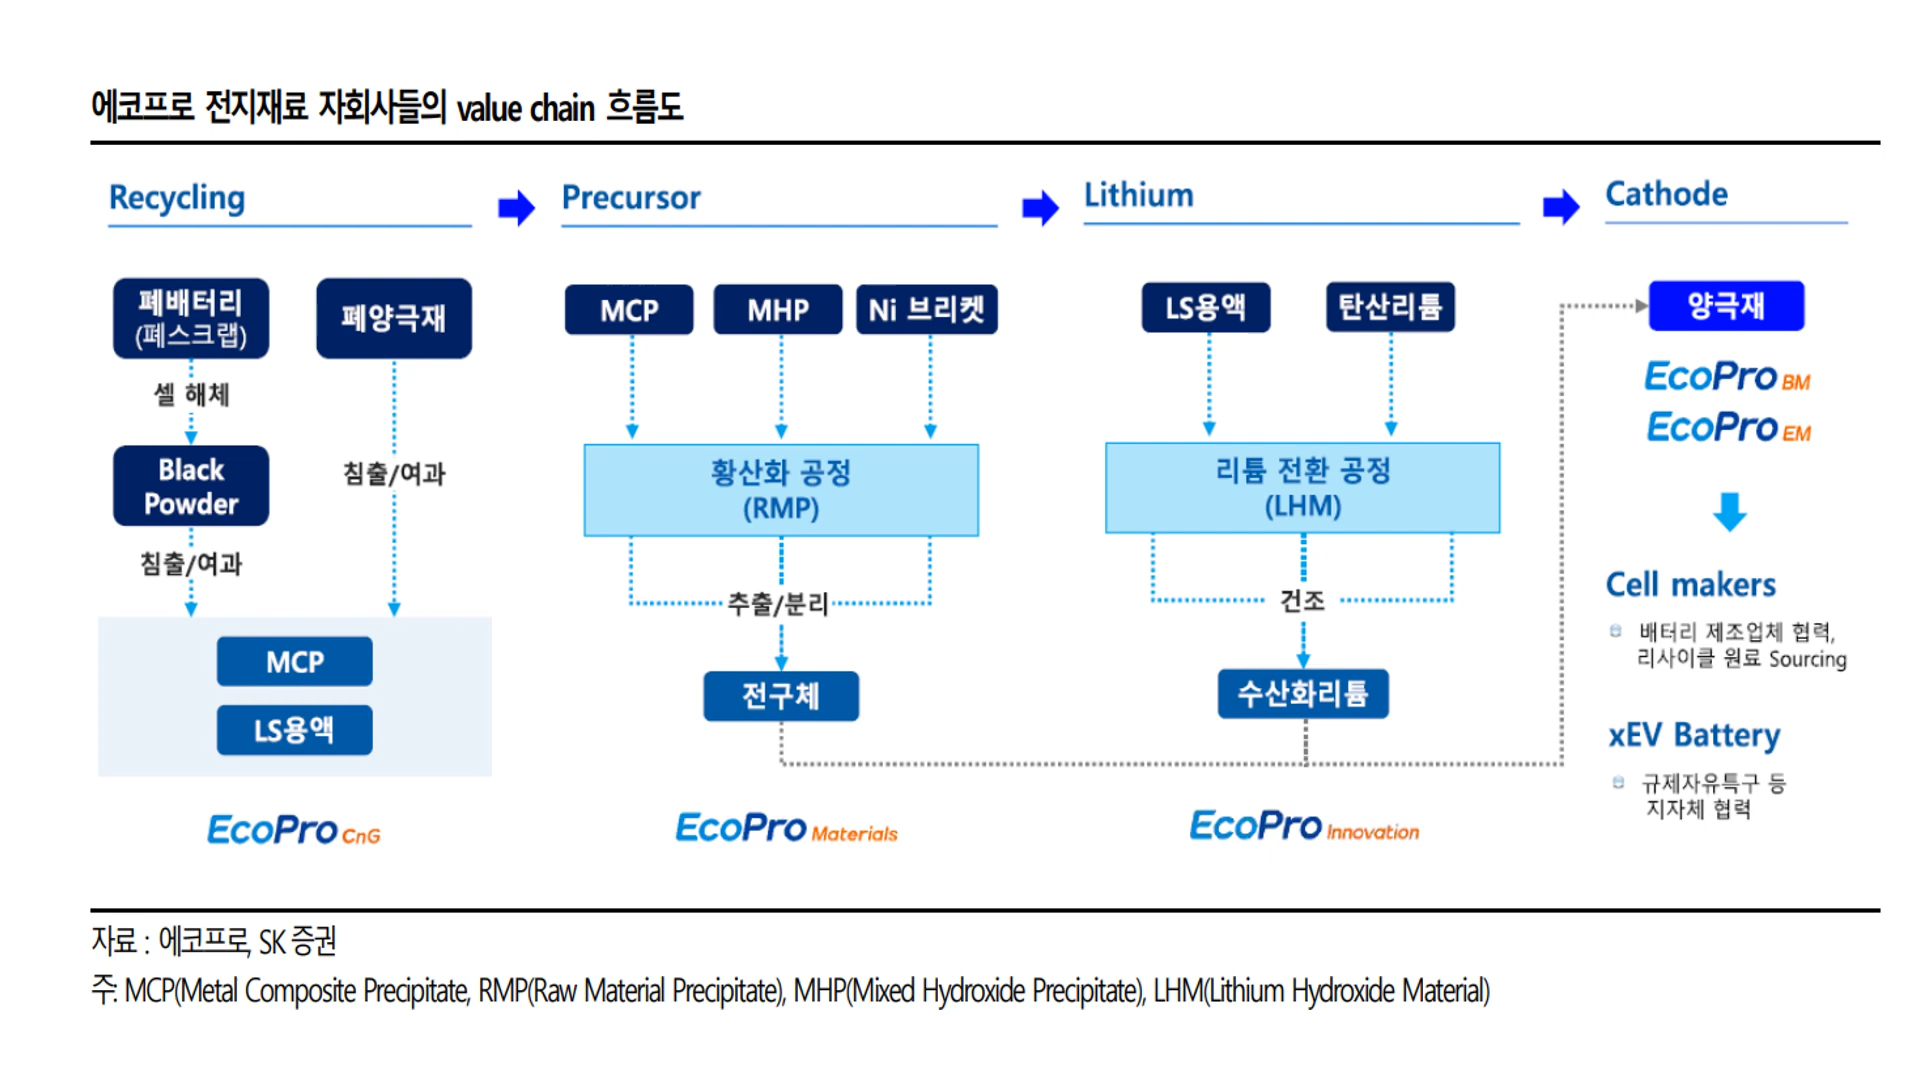 에코프로 전지재료 자회사들의 value chain 흐름도
Recycling
폐배터리
(폐스크랩)
셀 해체
Black
Powder
침출/여과
폐양극재
침출/여과
MCP
LS용액
EcoPro CnG
Precursor
MCP
MHP
Ni 브리켓
황산화 공정
(RMP)
추출/분리
전구체
EcoPro Materials
Lithium
LS용액
탄산리튬
리튬 전환 공정
(LHM)
건조
수산화리튬
EcoPro Innovation
Cathode
양극재
EcoPro BM
EcoPro EM
Cell makers
배터리 제조업체 협력,
리사이클 원료 Sourcing
xEV Battery
규제자유특구 등
지자체 협력
자료 : 에코프로, SK 증권
주: MCP(Metal Composite Precipitate, RMP(Raw Material Precipitate), MHP(Mixed Hydroxide Precipitate), LHM(Lithium Hydroxide Material)